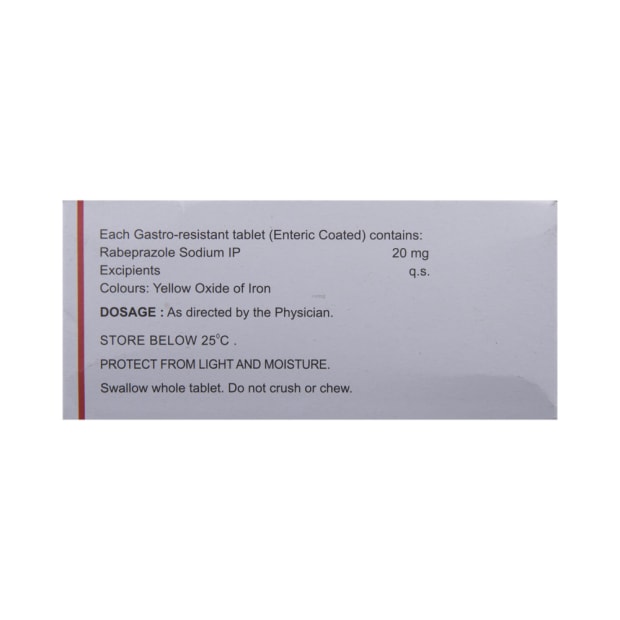 Each Gastro-resistant tablet (Enteric Coated) contains:
Rabeprazole Sodium IP 20 mg
Excipients q.s.
Colours: Yellow Oxide of Iron
DOSAGE : As directed by the Physician.
STORE BELOW 25⁰C .
PROTECT FROM LIGHT AND MOISTURE.
Swallow whole tablet. Do not crush or chew.